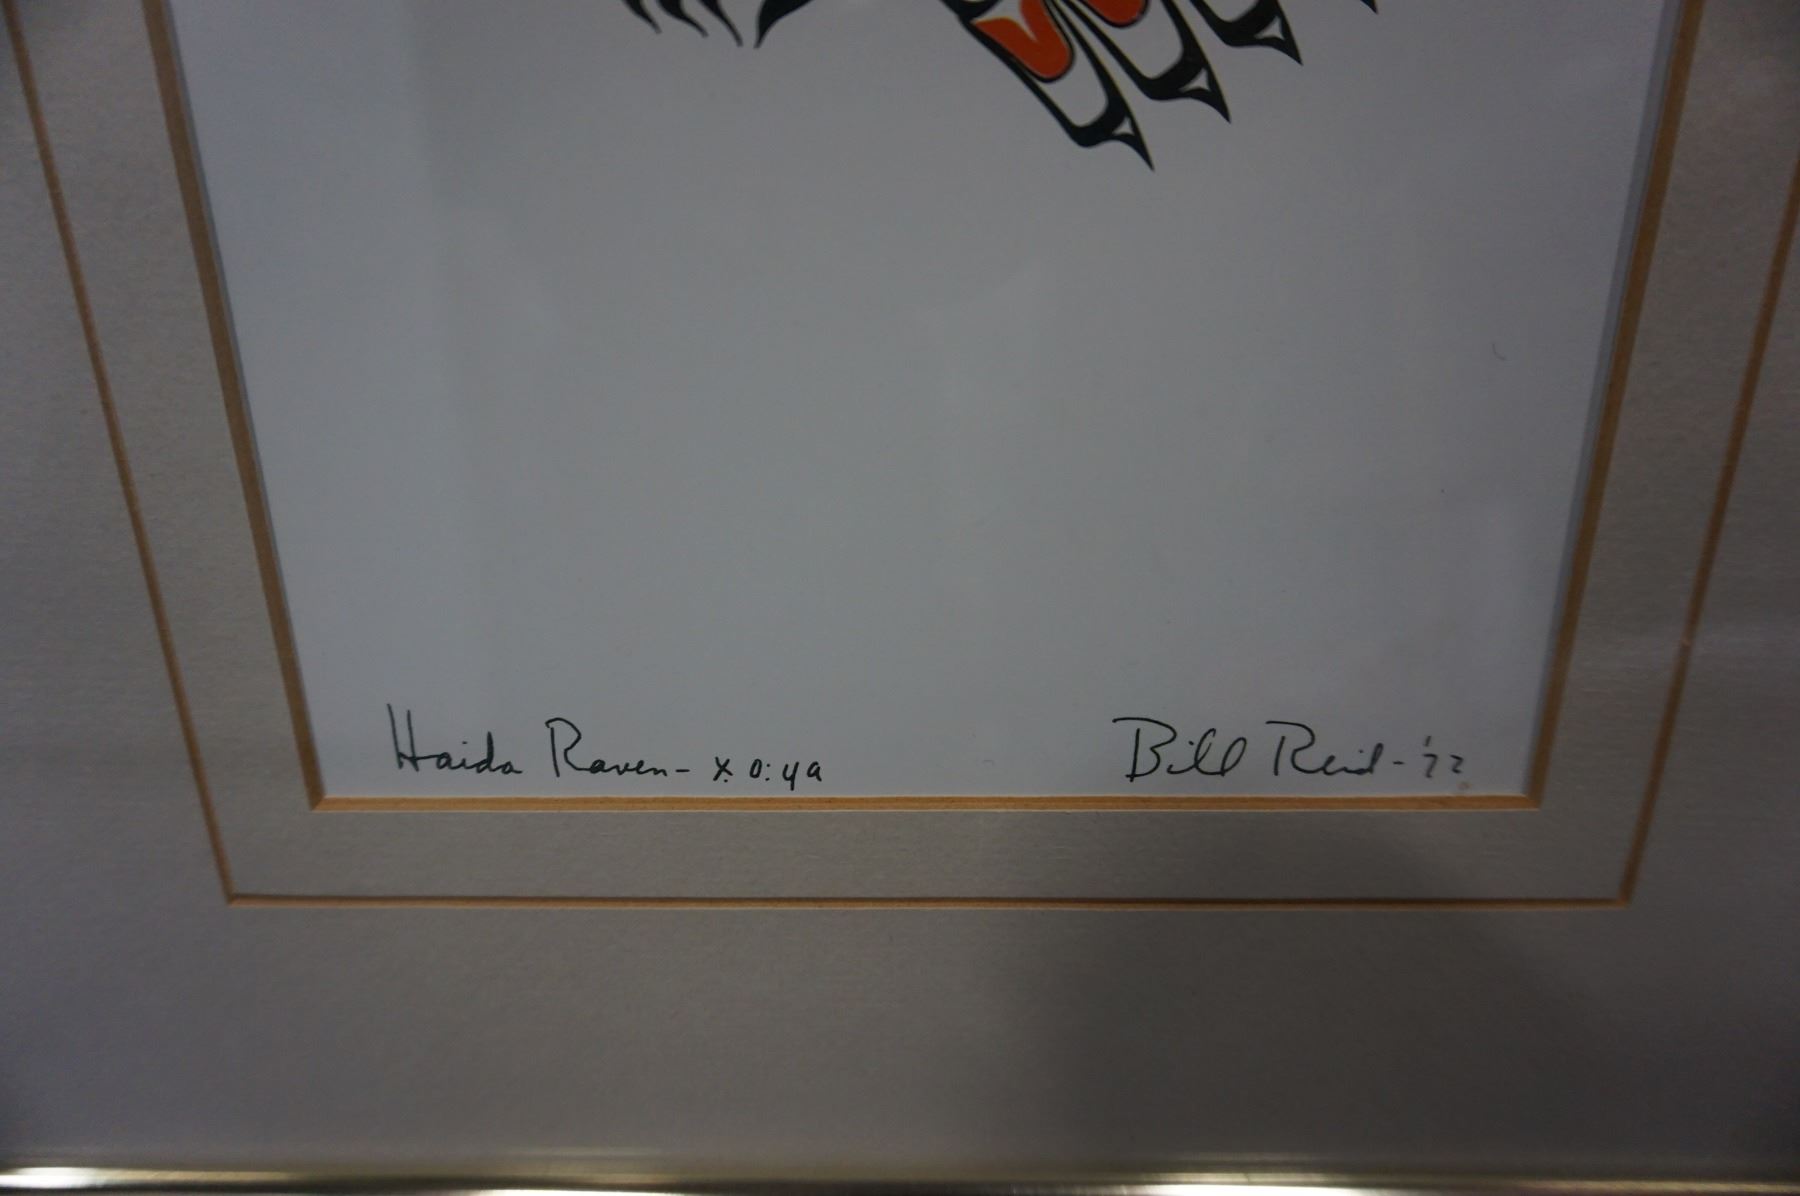 Haida Raven - x̣ o:ya
Bill Reid - '72